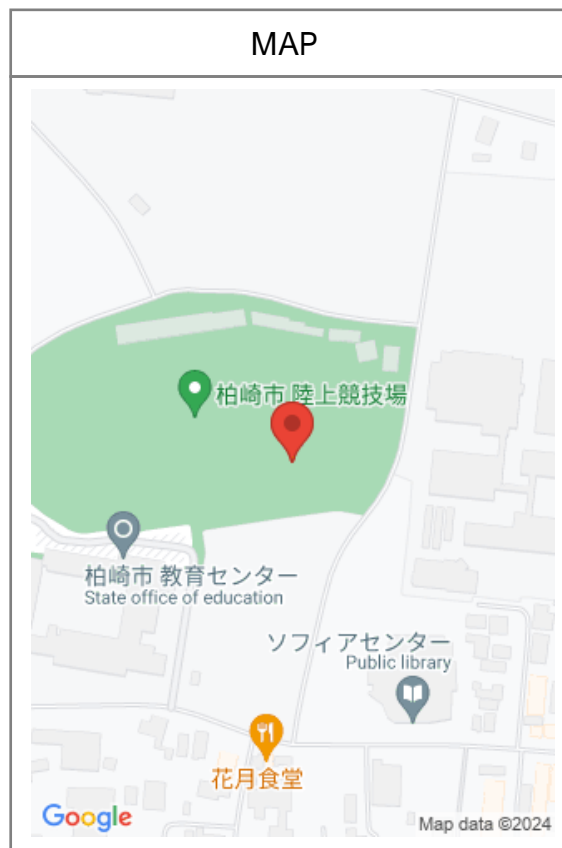 MAP
柏崎市 陸上競技場
柏崎市 教育センター
State office of education
ソフィアセンター
Public library
花月食堂
Google
Map data ©2024